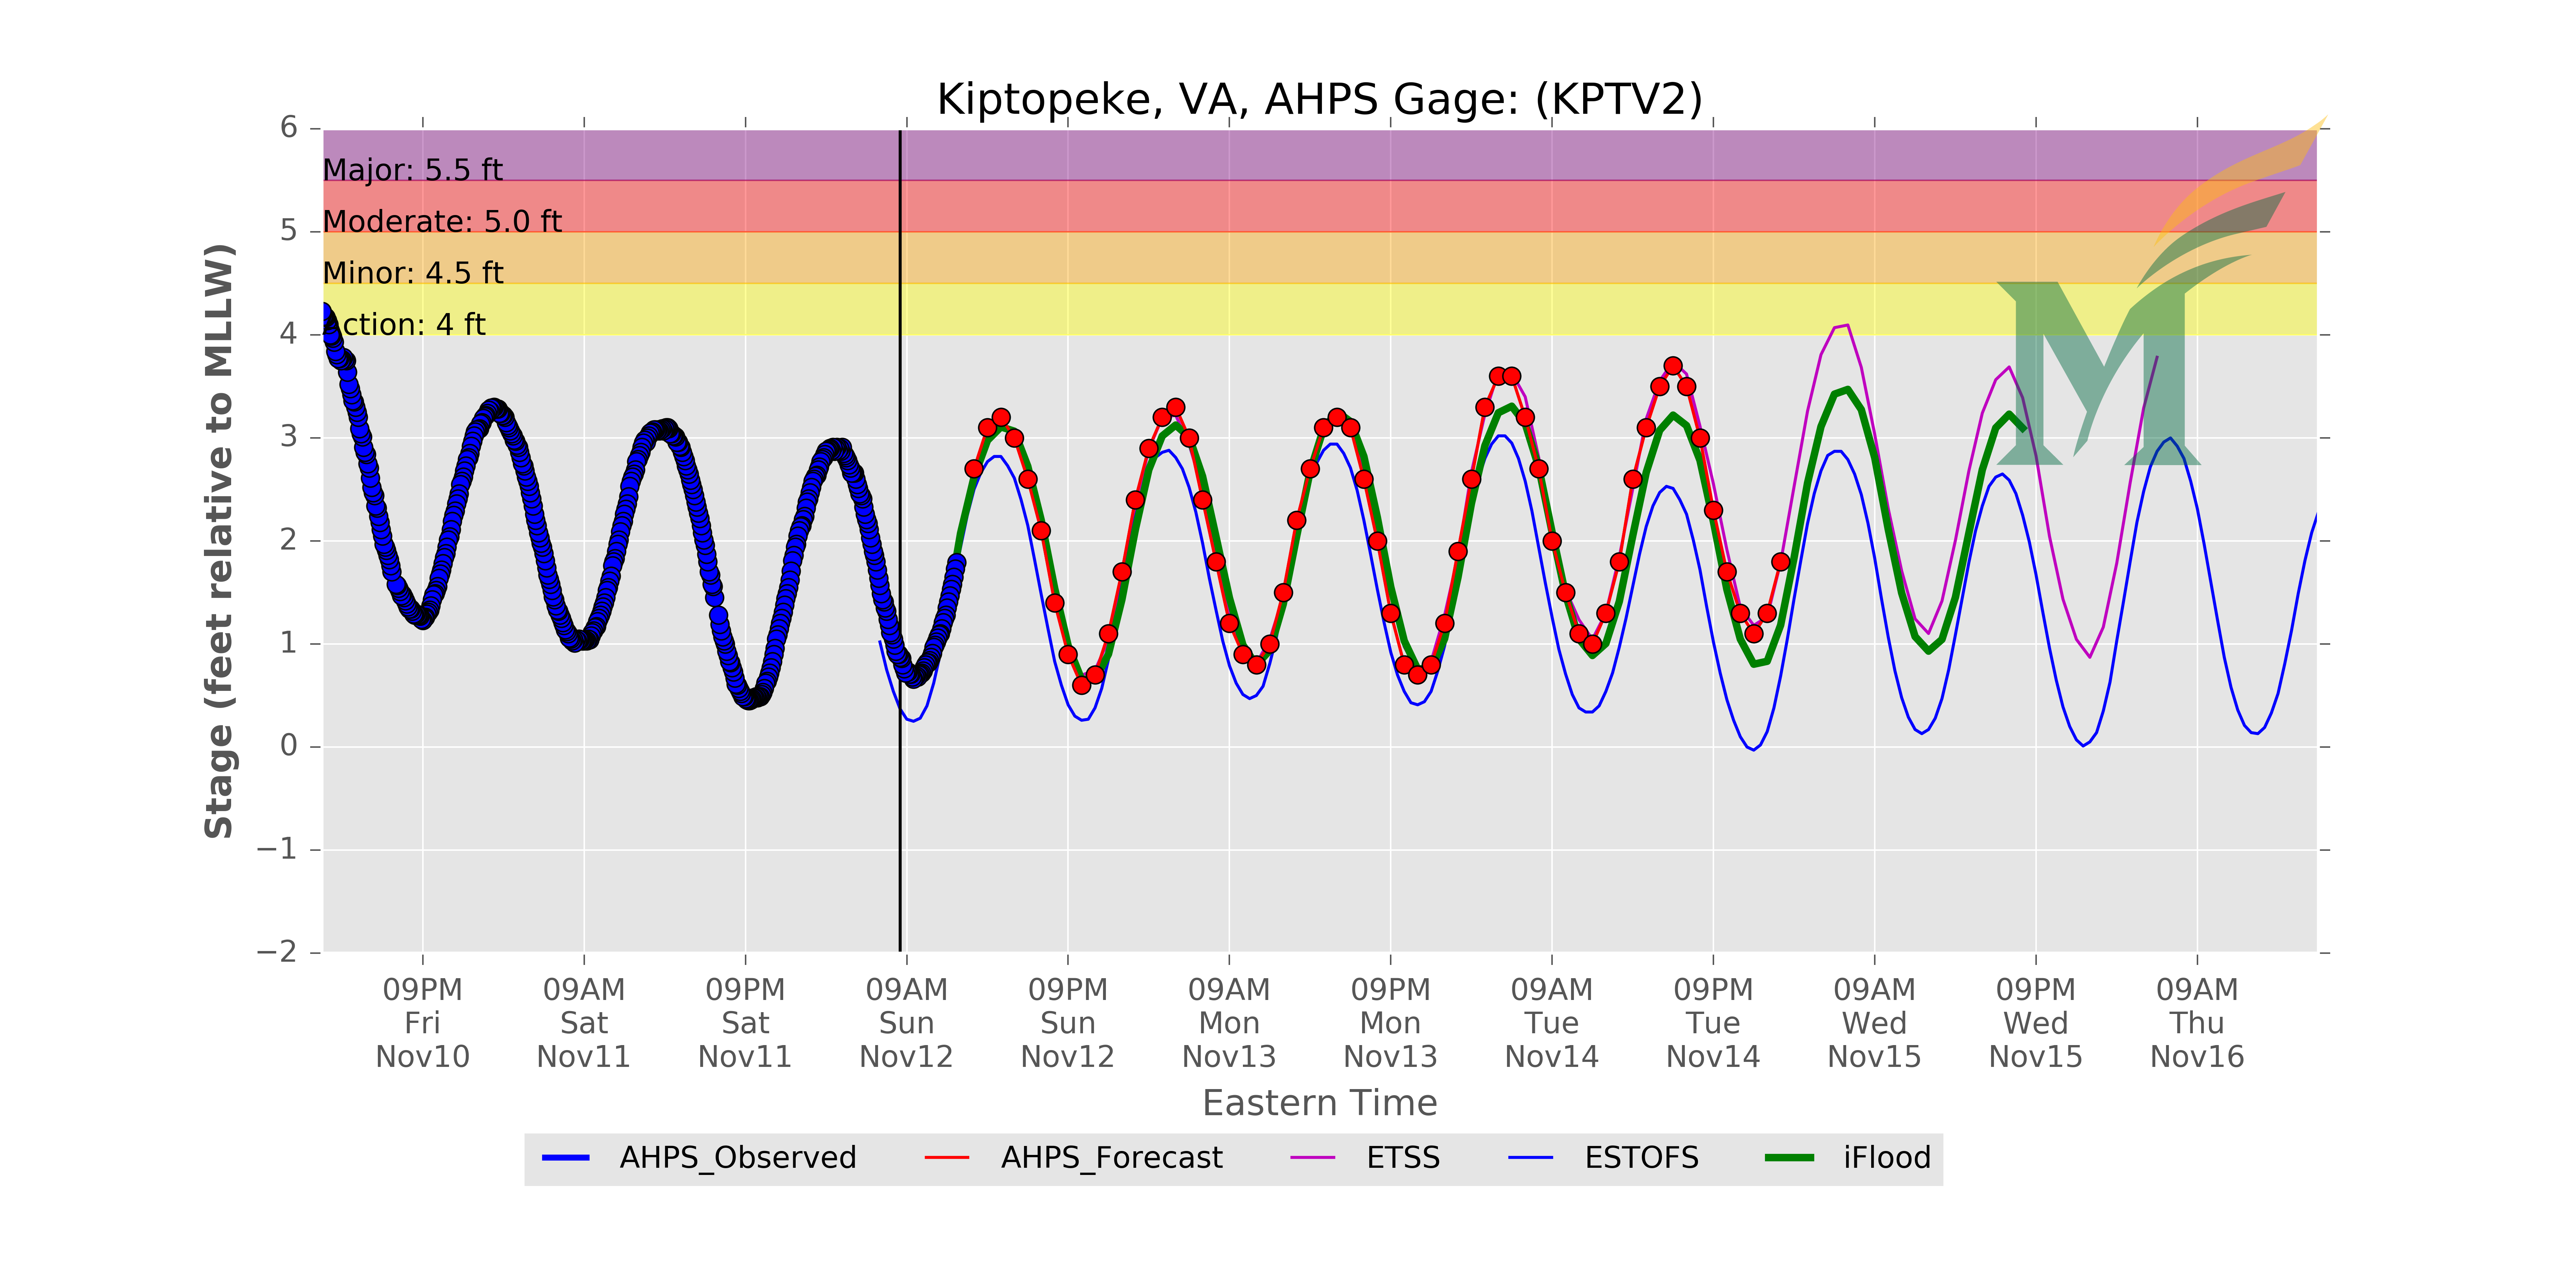 Kiptopeke, VA, AHPS Gage: (KPTV2)
6
5
4
3
2
1
0
−1
−2
Stage (feet relative to MLLW)
Major: 5.5 ft
Moderate: 5.0 ft
Minor: 4.5 ft
Action: 4 ft
M
09PM 09AM 09PM 09AM 09PM 09AM 09PM 09AM 09PM 09AM 09PM 09AM
Fri Sat Sat Sun Sun Mon Mon Tue Tue Wed Wed Thu
Nov10 Nov11 Nov11 Nov12 Nov12 Nov13 Nov13 Nov14 Nov14 Nov15 Nov15 Nov16
Eastern Time
AHPS_Observed AHPS_Forecast ETSS ESTOFS iFlood